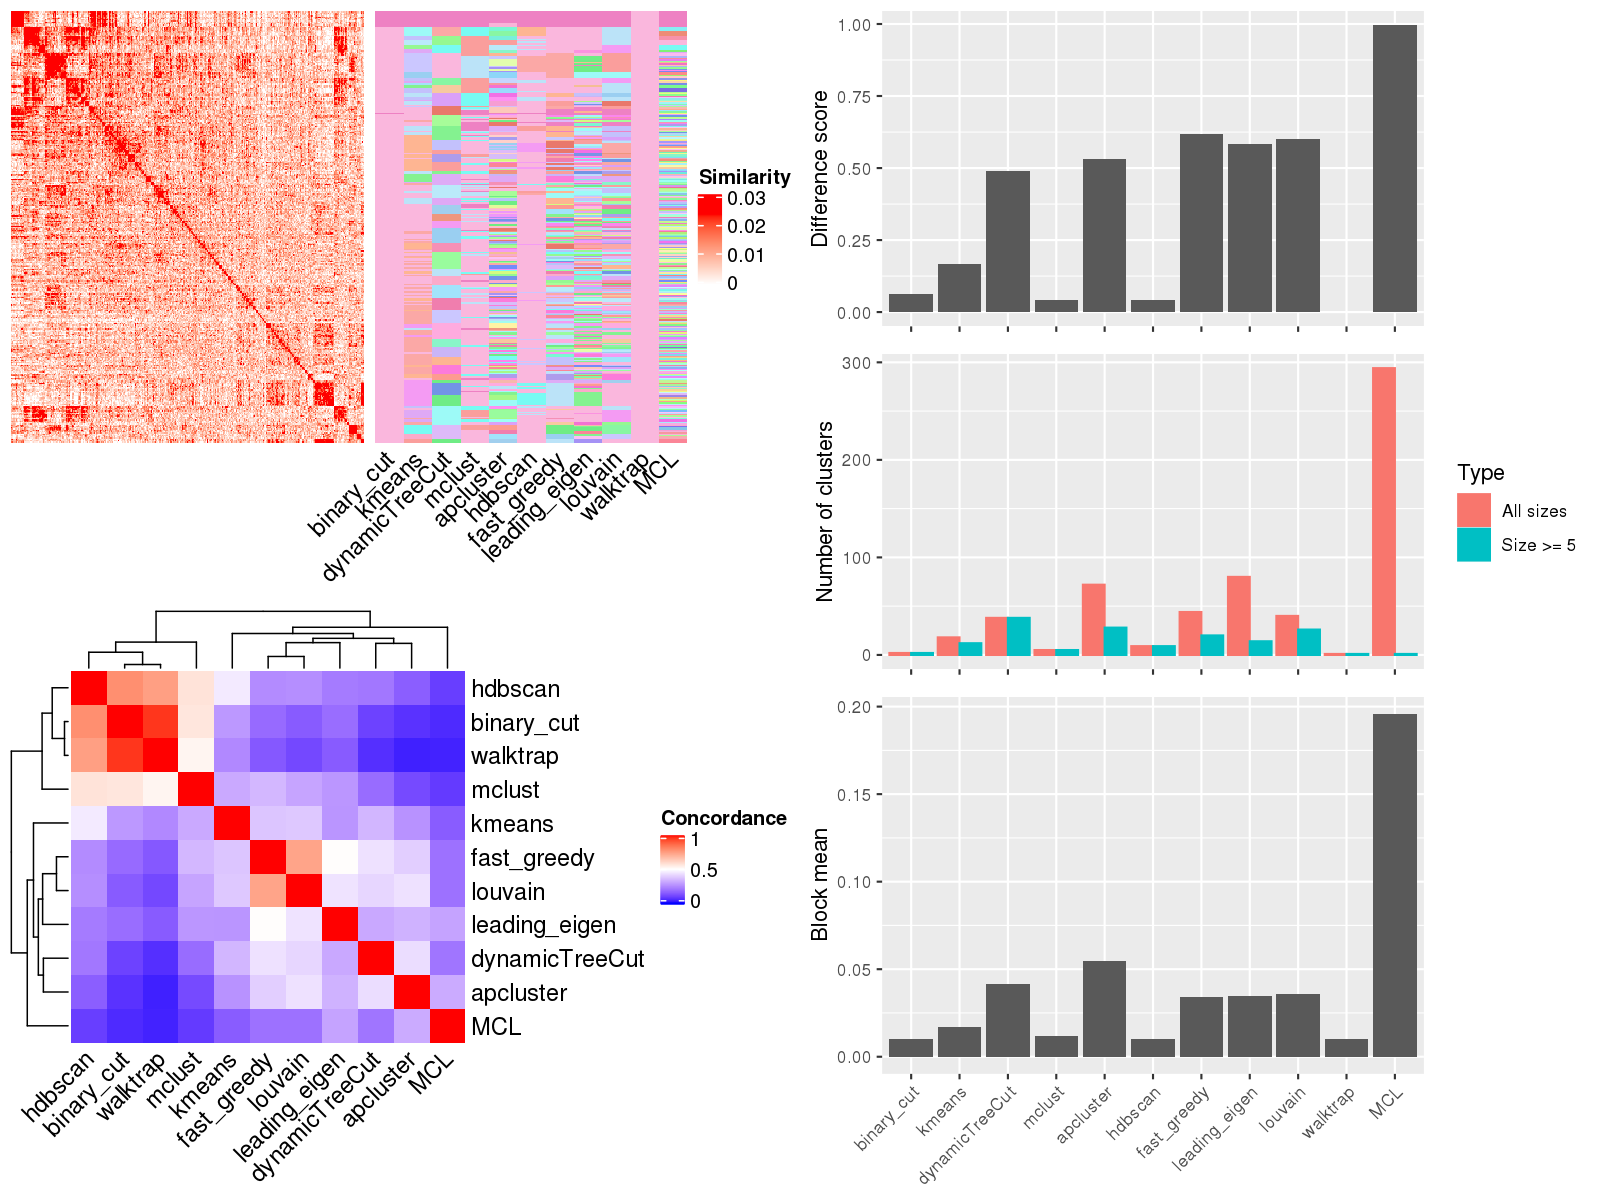 Similarity
0.03
0.02
0.01
0
binary_cut
kmeans
dynamicTreeCut
mclust
apcluster
hdbscan
fast_greedy
leading_eigen
louvain
walktrap
MCL
hdbscan
binary_cut
walktrap
mclust
kmeans
fast_greedy
louvain
leading_eigen
dynamicTreeCut
apcluster
MCL
Concordance
1
0.5
0
hdbscan
binary_cut
walktrap
mclust
kmeans
fast_greedy
louvain
leading_eigen
dynamicTreeCut
apcluster
MCL
Difference score
1.00
0.75
0.50
0.25
0.00
Number of clusters
300
200
100
0
Type
All sizes
Size >= 5
Block mean
0.20
0.15
0.10
0.05
0.00
binary_cut
kmeans
dynamicTreeCut
mclust
apcluster
hdbscan
fast_greedy
leading_eigen
louvain
walktrap
MCL